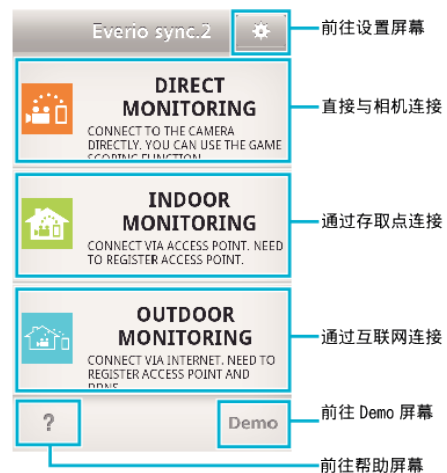 Everio sync.2
前往设置屏幕
DIRECT
MONITORING
CONNECT TO THE CAMERA
DIRECTLY. YOU CAN USE THE GAME
SCORING FUNCTION
直接与相机连接
INDOOR
MONITORING
CONNECT VIA ACCESS POINT. NEED
TO REGISTER ACCESS POINT.
通过存取点连接
OUTDOOR
MONITORING
CONNECT VIA INTERNET. NEED TO
REGISTER ACCESS POINT AND
DDNS
通过互联网连接
?
Demo
前往 Demo 屏幕
前往帮助屏幕